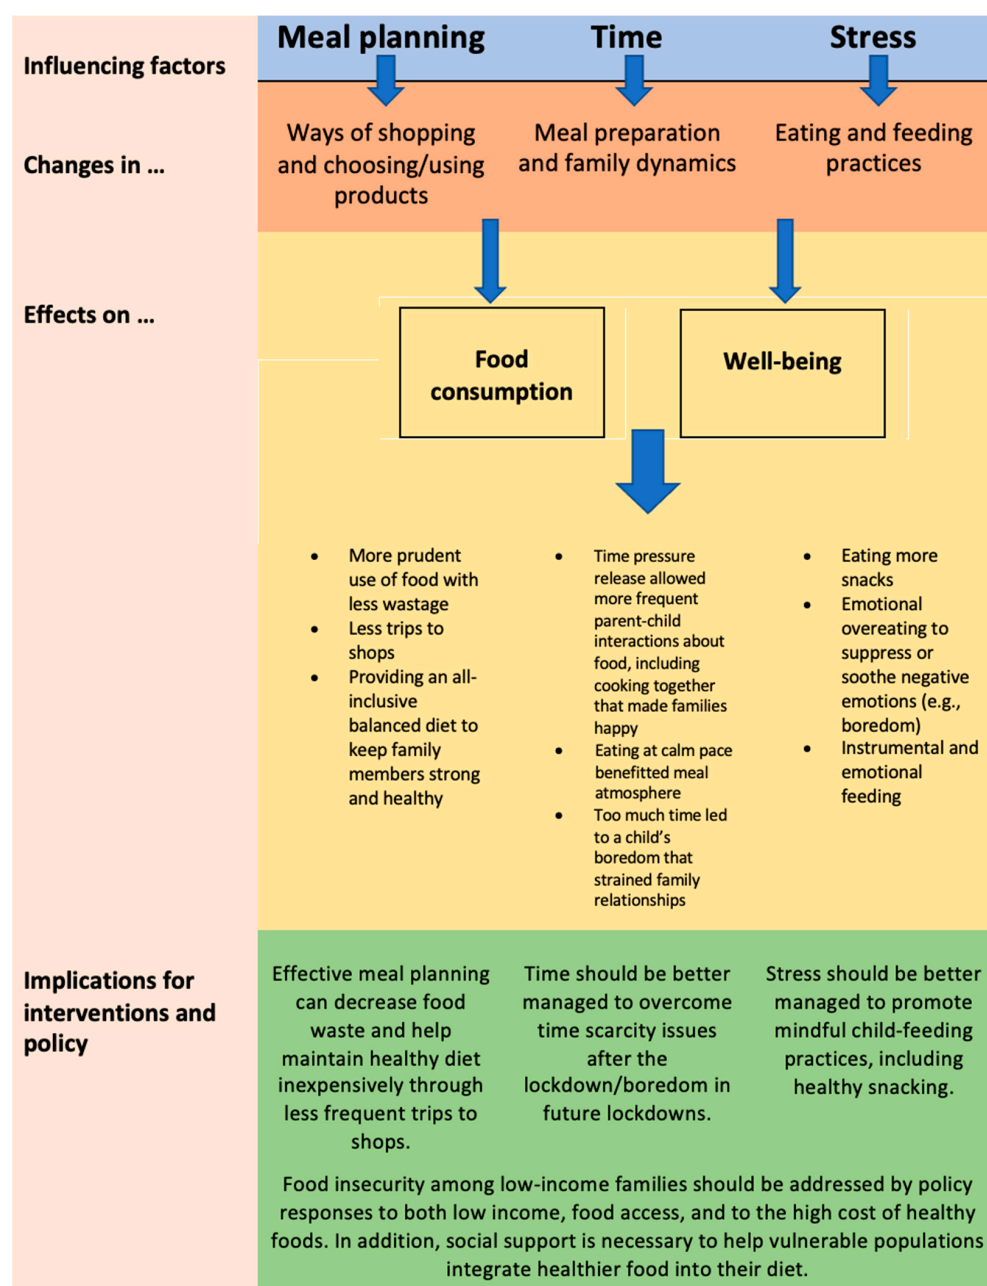 Meal planning
Time
Stress
Influencing factors
Changes in ...
Ways of shopping
and choosing/using
products
Meal preparation
and family dynamics
Eating and feeding
practices
Effects on ...
Food
consumption
Well-being
• More prudent
use of food with
less wastage
• Less trips to
shops
• Providing an all-
inclusive
balanced diet to
keep family
members strong
and healthy
• Time pressure
release allowed
more frequent
parent-child
interactions about
food, including
cooking together
that made families
happy
• Eating at calm pace
benefitted meal
atmosphere
• Too much time led
to a child’s
boredom that
strained family
relationships
• Eating more
snacks
• Emotional
overeating to
suppress or
soothe negative
emotions (e.g.,
boredom)
• Instrumental and
emotional
feeding
Implications for
interventions and
policy
Effective meal planning
can decrease food
waste and help
maintain healthy diet
inexpensively through
less frequent trips to
shops.
Time should be better
managed to overcome
time scarcity issues
after the
lockdown/boredom in
future lockdowns.
Stress should be better
managed to promote
mindful child-feeding
practices, including
healthy snacking.
Food insecurity among low-income families should be addressed by policy
responses to both low income, food access, and to the high cost of healthy
foods. In addition, social support is necessary to help vulnerable populations
integrate healthier food into their diet.